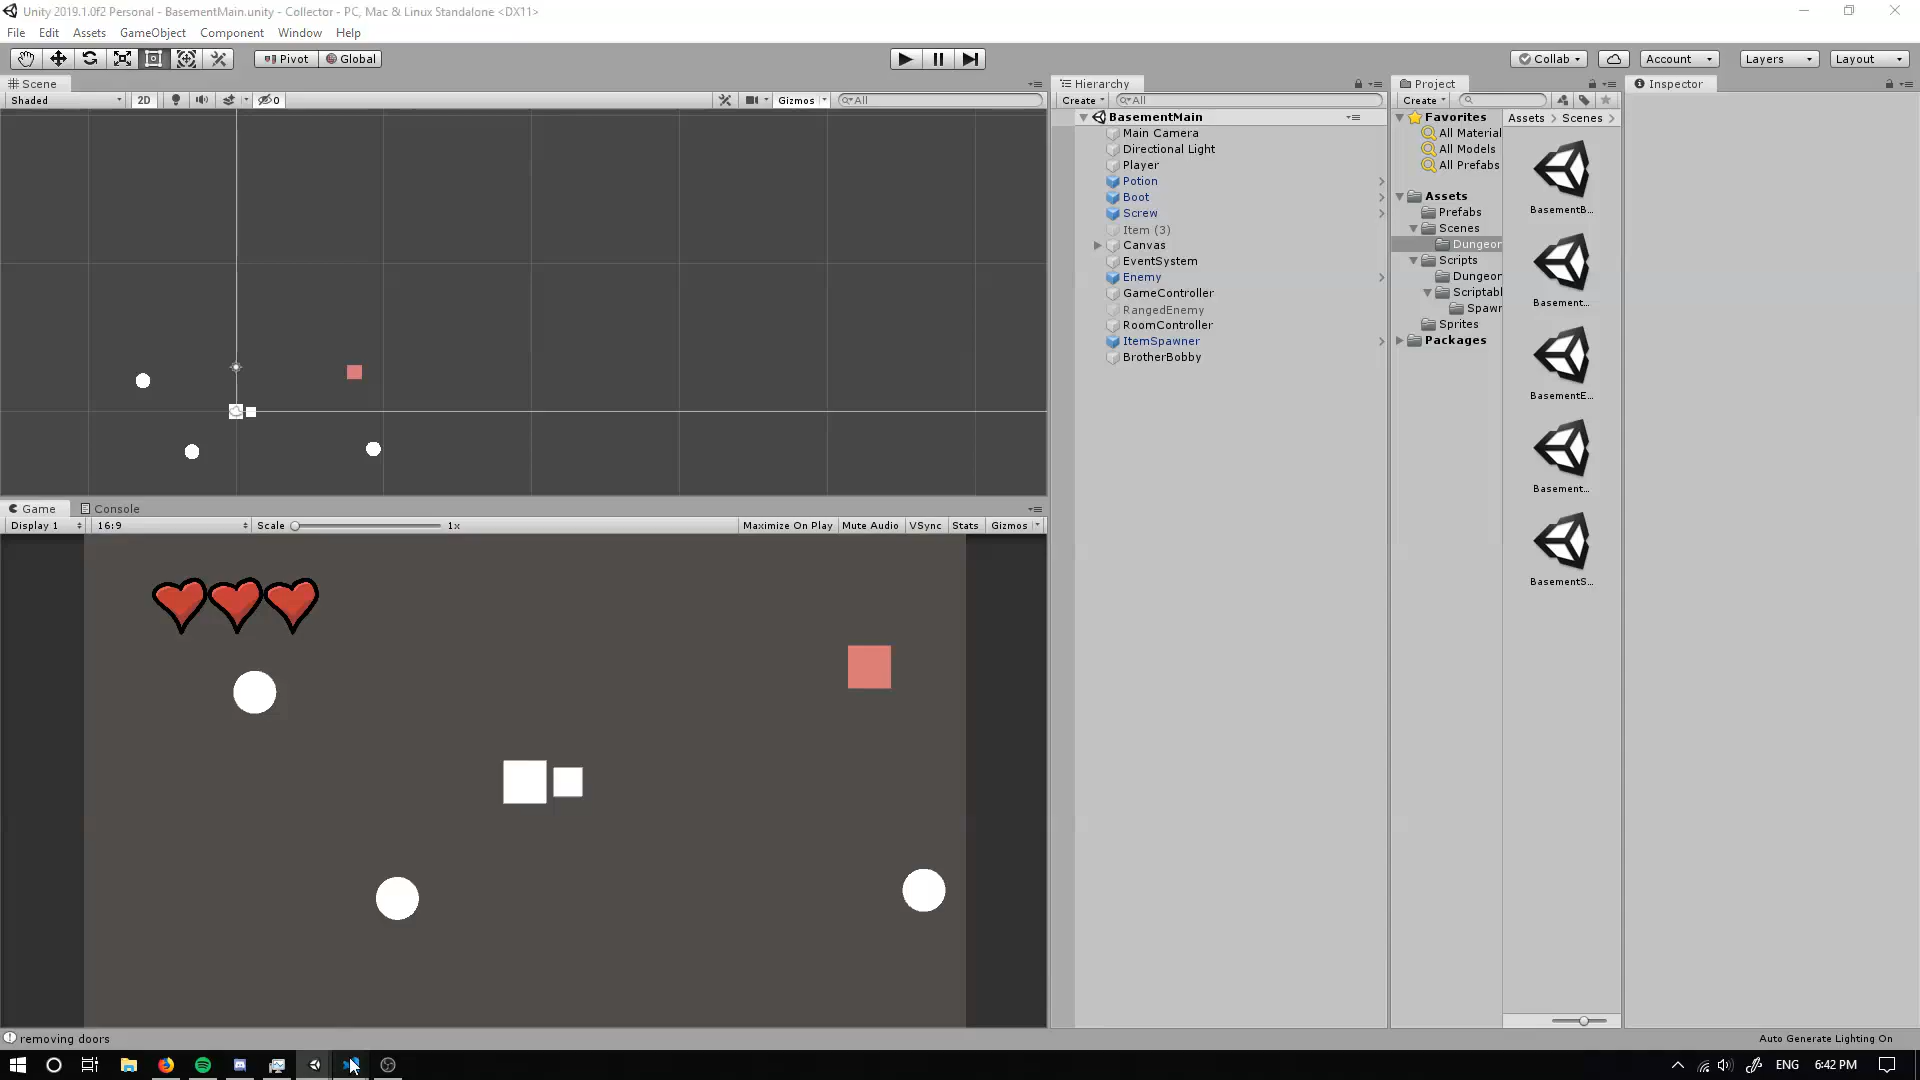 Unity 2019.1.0f2 Personal - BasementMain.unity - Collector - PC, Mac & Linux Standalone <DX11>
File Edit Assets GameObject Component Window Help
Pivot Global Collab Account Layers Layout
Scene
Shaded 2D 0 Gizmos All
Hierarchy
Create All
BasementMain
Main Camera
Directional Light
Player
Potion
Boot
Screw
Item (3)
Canvas
EventSystem
Enemy
GameController
RangedEnemy
RoomController
ItemSpawner
BrotherBobby
Project
Create
Favorites
All Material
All Models
All Prefabs
Assets
Prefabs
Scenes
Dungeor
Scripts
Dungeor
Scriptabl
Spawr
Sprites
Packages
Assets > Scenes >
BasementB...
Basement...
BasementE...
Basement...
BasementS...
Inspector
Game Console
Display 1 16:9 Scale 1x Maximize On Play Mute Audio VSync Stats Gizmos
removing doors
Auto Generate Lighting On
ENG 6:42 PM